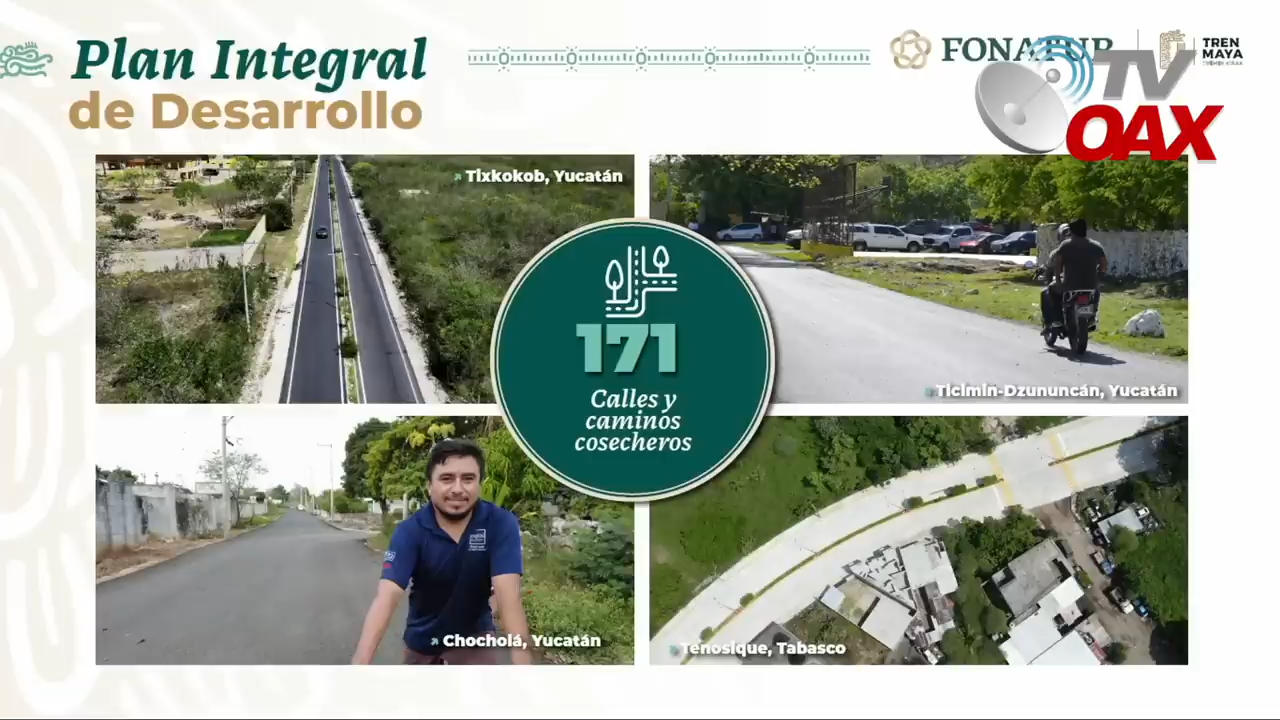 Plan Integral
de Desarrollo
FONATUR
TREN
MAYA
TV
OAX
Tixkokob, Yucatán
Ticimin-Dzununcán, Yucatán
171
Calles y
caminos
cosecheros
Chocholá, Yucatán
Tenosique, Tabasco